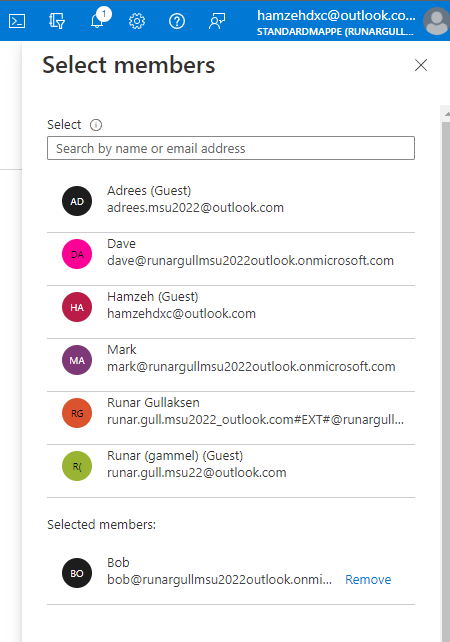 1
hamzehdxc@outlook.co...
STANDARDMAPPE (RUNARGULL...
Select members
Select
Search by name or email address
AD
Adrees (Guest)
adrees.msu2022@outlook.com
DA
Dave
dave@runargullmsu2022outlook.onmicrosoft.com
HA
Hamzeh (Guest)
hamzehdxc@outlook.com
MA
Mark
mark@runargullmsu2022outlook.onmicrosoft.com
RG
Runar Gullaksen
runar.gull.msu2022_outlook.com#EXT#@runargull...
R(
Runar (gammel) (Guest)
runar.gull.msu22@outlook.com
Selected members:
BO
Bob
bob@runargullmsu2022outlook.onmi... Remove